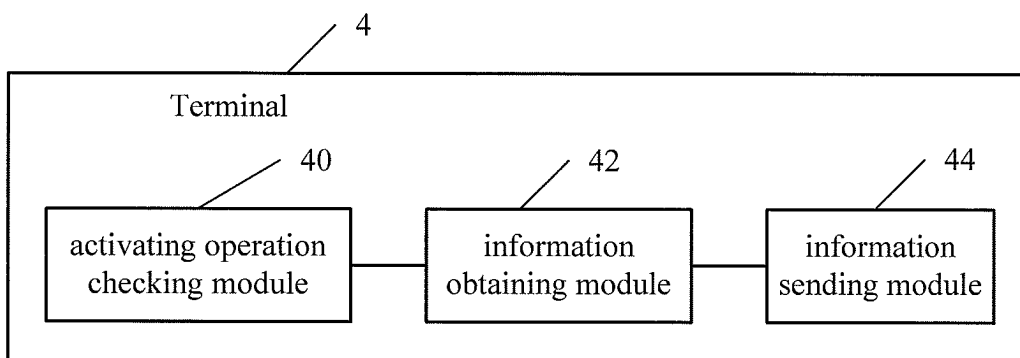 4
Terminal
40
42
44
activating operation
checking module
information
obtaining module
information
sending module